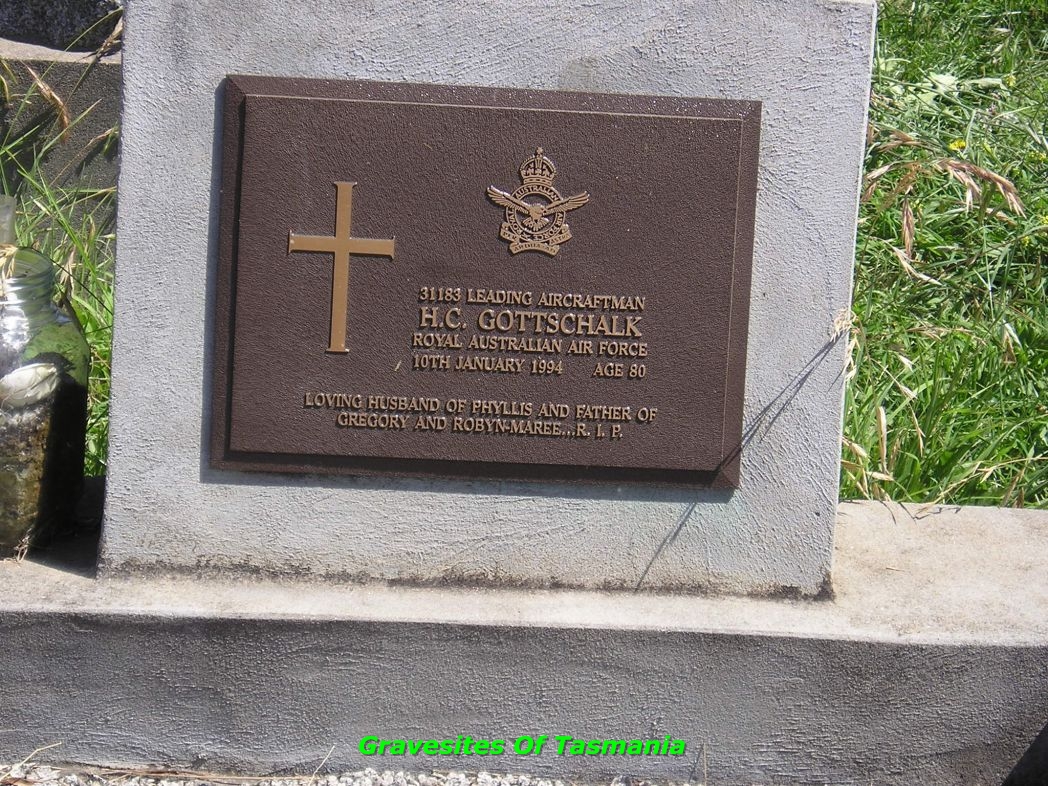 AUSTRALIAN
31183 LEADING AIRCRAFTMAN
H.C. GOTTSCHALK
ROYAL AUSTRALIAN AIR FORCE
10TH JANUARY 1994 AGE 80
LOVING HUSBAND OF PHYLLIS AND FATHER OF
GREGORY AND ROBYN-MAREE...R. I. P.
Gravesites Of Tasmania